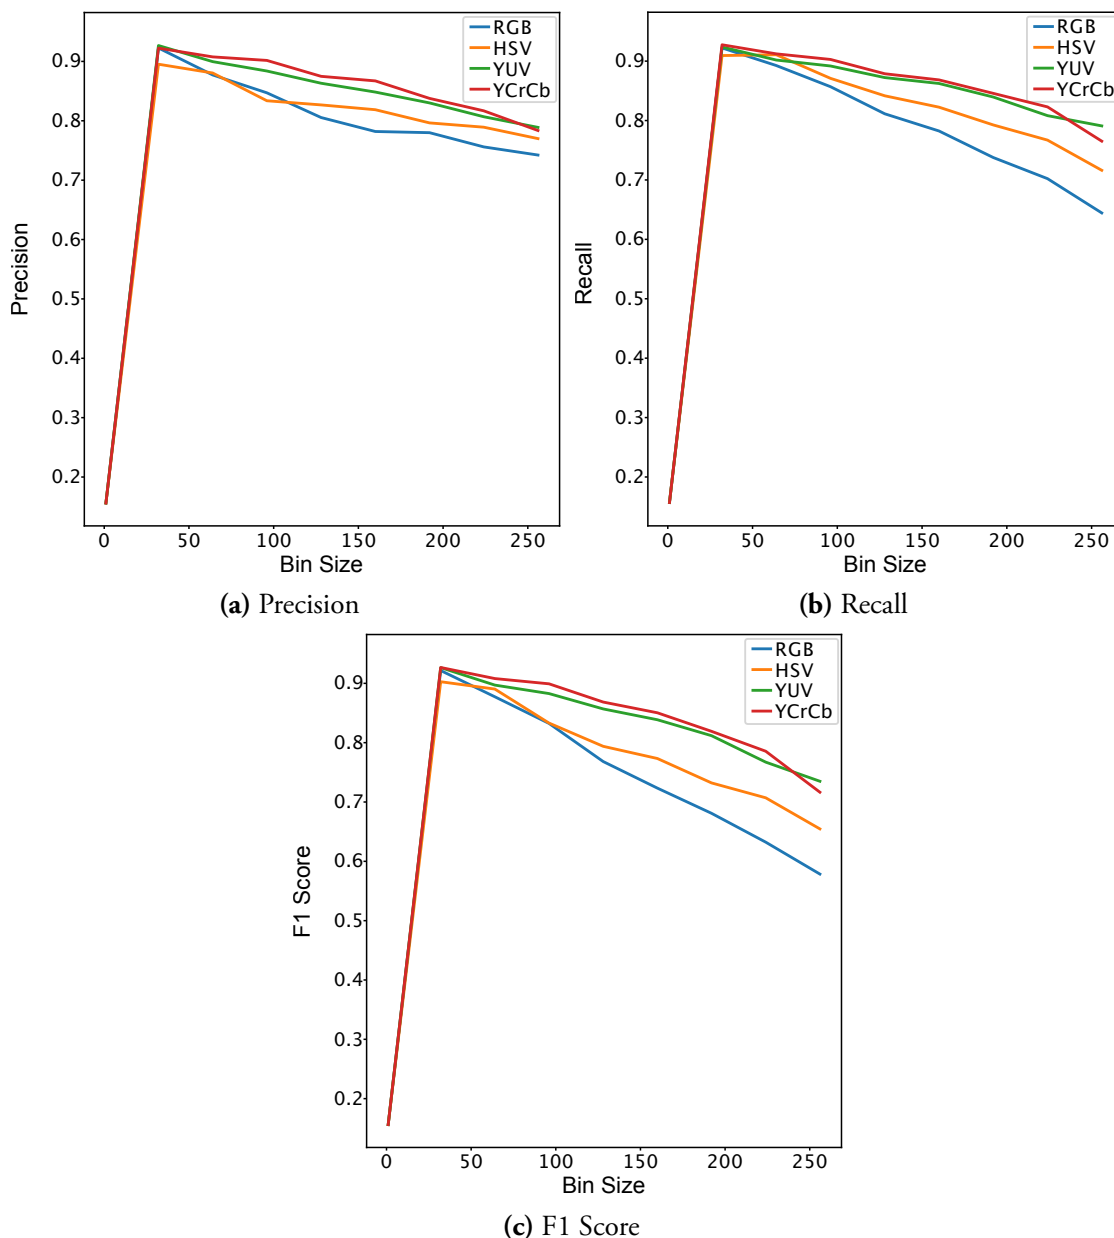 RGB
HSV
YUV
YCrCb
0.9
0.8
0.7
0.6
0.5
0.4
0.3
0.2
Precision
0 50 100 150 200 250
Bin Size
(a) Precision
RGB
HSV
YUV
YCrCb
0.9
0.8
0.7
0.6
0.5
0.4
0.3
0.2
Recall
0 50 100 150 200 250
Bin Size
(b) Recall
RGB
HSV
YUV
YCrCb
0.9
0.8
0.7
0.6
0.5
0.4
0.3
0.2
F1 Score
0 50 100 150 200 250
Bin Size
(c) F1 Score